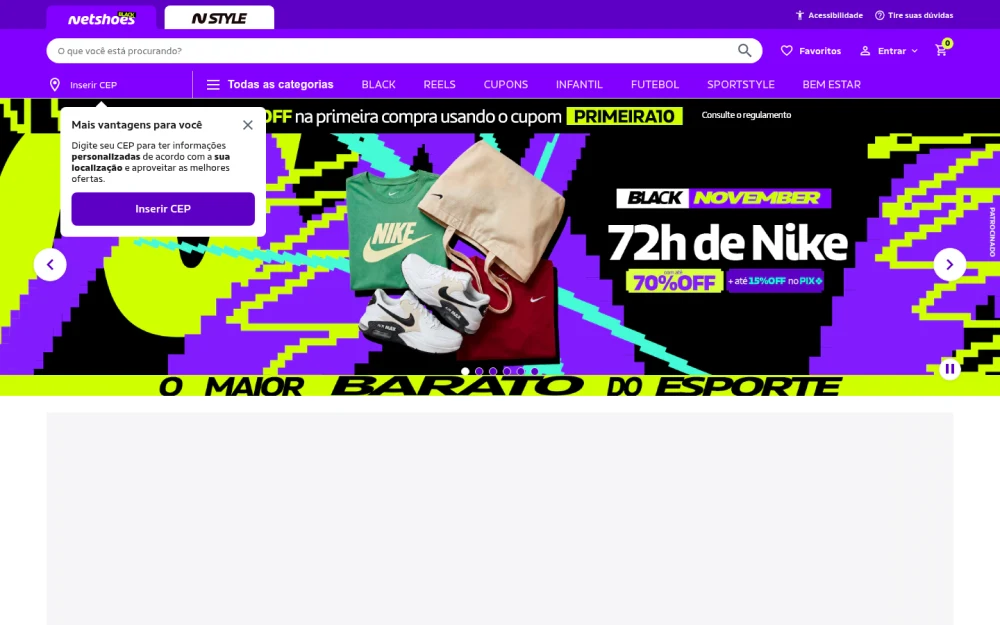 netshoes BLACK
N STYLE
Acessibilidade
Tire suas dúvidas
O que você está procurando?
Favoritos
Entrar
0
Inserir CEP
Todas as categorias
BLACK
REELS
CUPONS
INFANTIL
FUTEBOL
SPORTSTYLE
BEM ESTAR
OFF na primeira compra usando o cupom PRIMEIRA10
Consulte o regulamento
Mais vantagens para você
Digite seu CEP para ter informações
personalizadas de acordo com a sua
localização e aproveitar as melhores
ofertas.
Inserir CEP
NIKE
BLACK NOVEMBER
72h de Nike
70%OFF
+ até 15%OFF no PIX
PATROCINADO
O MAIOR BARATO DO ESPORTE